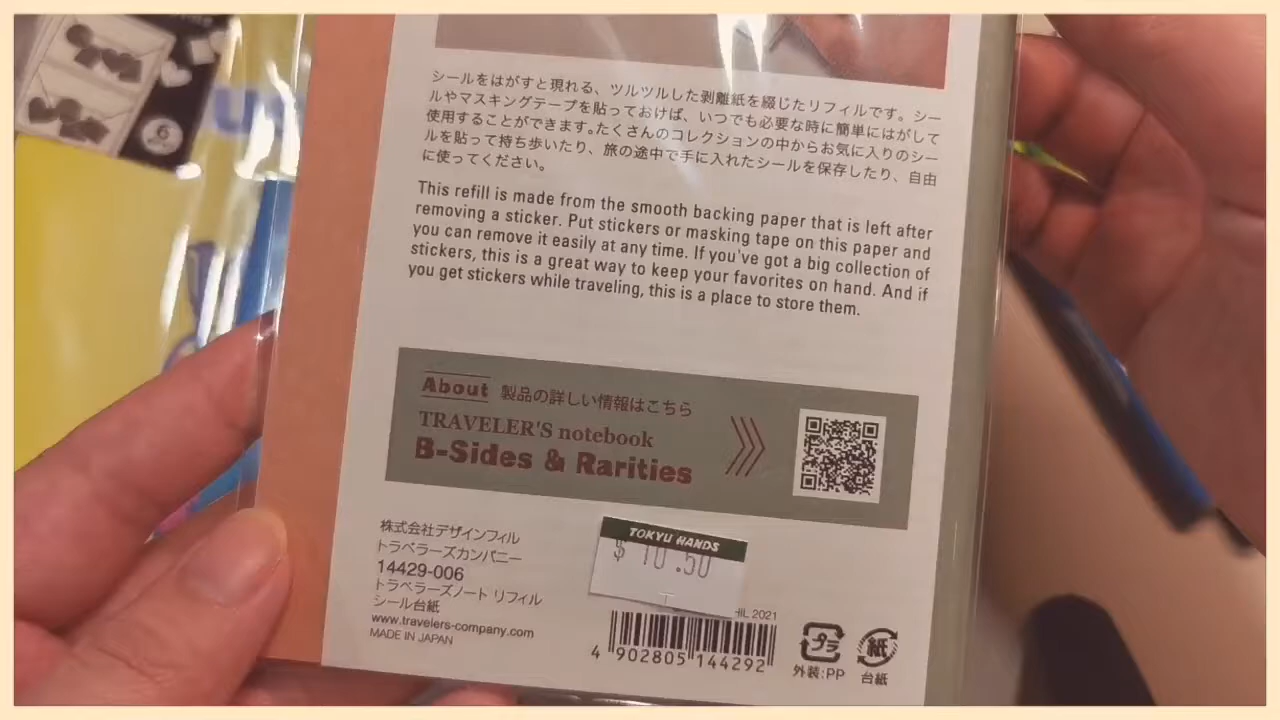 シールをはがすと現れる、ツルツルした剥離紙を綴じたリフィルです。シー
ルやマスキングテープを貼っておけば、いつでも必要な時に簡単にはがして
使用することができます。たくさんのコレクションの中からお気に入りのシー
ルを貼って持ち歩いたり、旅の途中で手に入れたシールを保存したり、自由
に使ってください。
This refill is made from the smooth backing paper that is left after
removing a sticker. Put stickers or masking tape on this paper and
you can remove it easily at any time. If you've got a big collection of
stickers, this is a great way to keep your favorites on hand. And if
you get stickers while traveling, this is a place to store them.
About 製品の詳しい情報はこちら
TRAVELER'S notebook
B-Sides & Rarities
株式会社デザインフィル
トラベラーズカンパニー
14429-006
トラベラーズノート リフィル
シール台紙
www.travelers-company.com
MADE IN JAPAN
TOKYU HANDS
$ 10.50
HIL 2021
4 902805 144292
プラ
外装:PP
紙
台紙
6